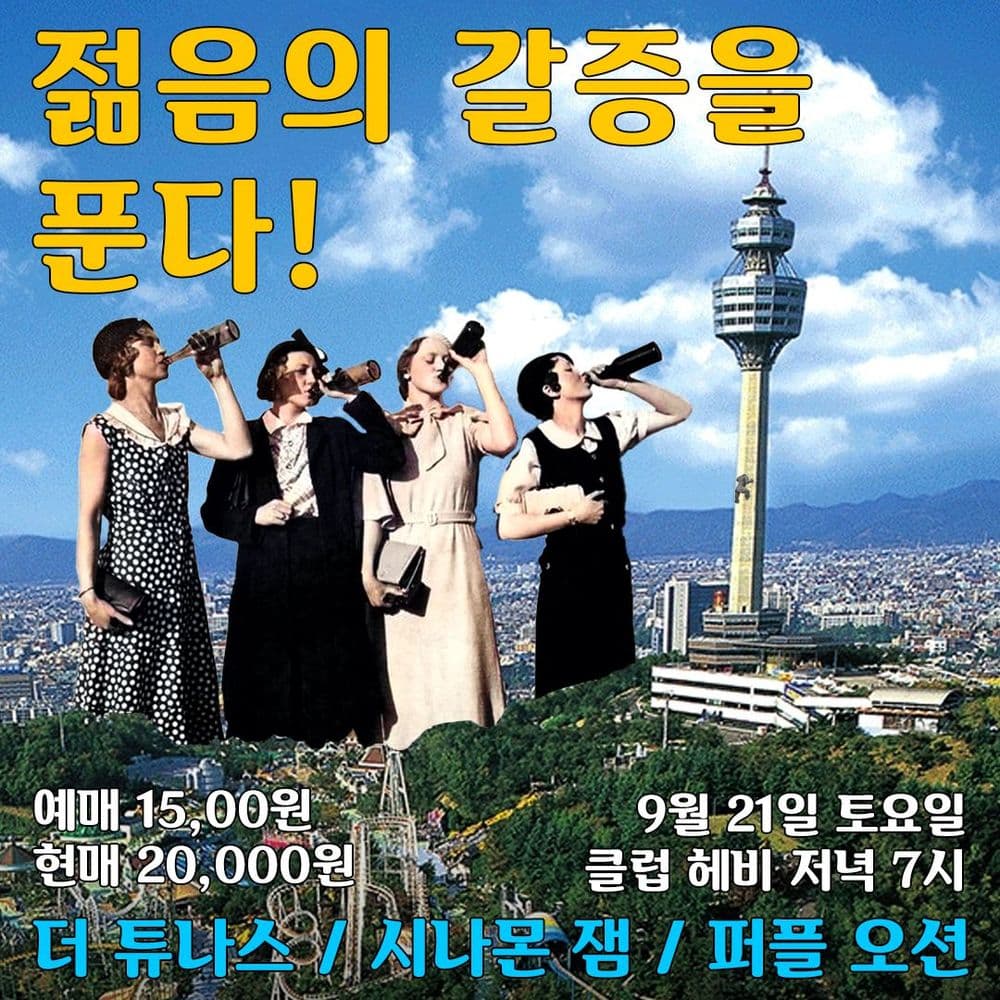 젊음의 갈증을
푼다!
예매 15,00원
현매 20,000원
9월 21일 토요일
클럽 헤비 저녁 7시
더 튜나스 / 시나몬 잼 / 퍼플 오션